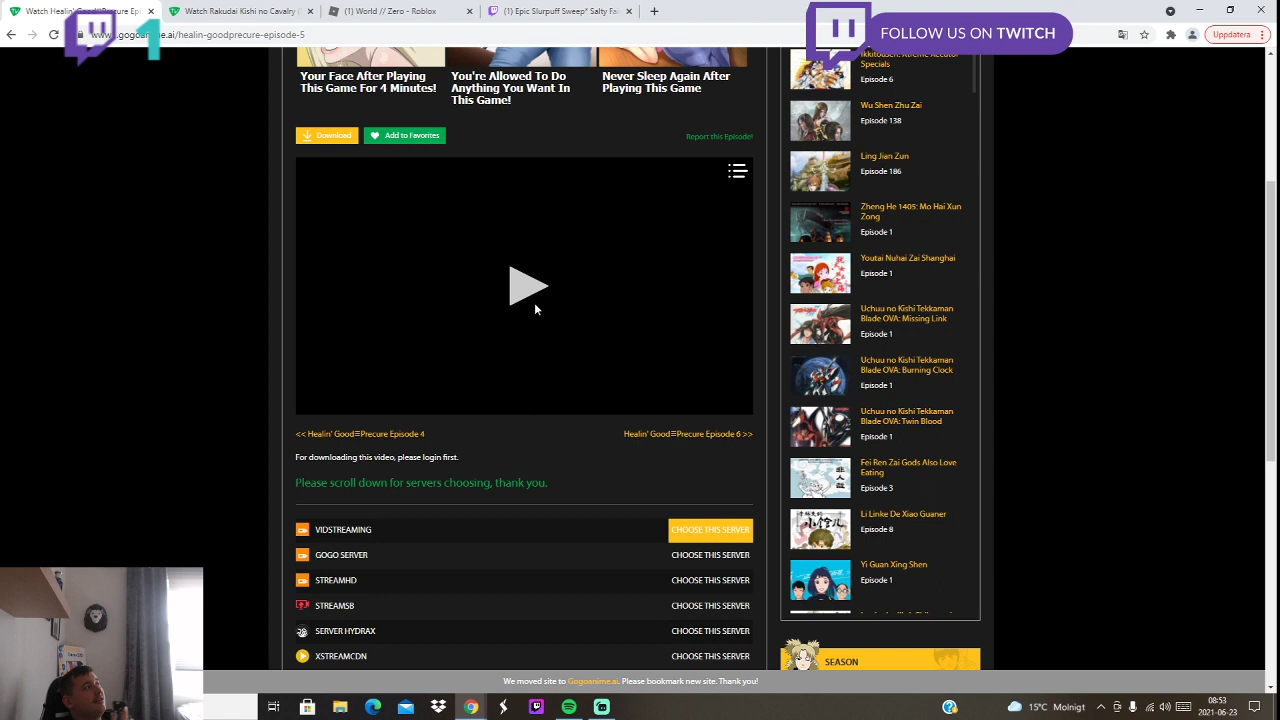 Watch Healin' Good
Watch Rakudai Kishi no Cavalry
(1) World // Zero - Roblox
www.gogoanime.ai/healin-goodprecure-episode-5
Uppdatera
FOLLOW US ON TWITCH
1
Your Face After Playing
This Game For 4 Minutes!
You're Allowed To Do
Anything You Want In
This Game!
Never Sleep Again After
Playing This Game
Download
Add to Favorites
Report this Episode!
<< Healin' Good♡Precure Episode 4
Healin' Good♡Precure Episode 6 >>
For downloading this video, please login first.
Please scroll down for servers choosing, thank you.
VIDSTREAMING
CHOOSE THIS SERVER
GOGO SERVER
CHOOSE THIS SERVER
STREAMHD
CHOOSE THIS SERVER
STREAMSB
CHOOSE THIS SERVER
SERVER HYDRAX
CHOOSE THIS SERVER
XSTREAMCDN
CHOOSE THIS SERVER
Specials
Episode 6
Wu Shen Zhu Zai
Episode 138
Ling Jian Zun
Episode 186
Zheng He 1405: Mo Hai Xun
Zong
Episode 1
Youtai Nuhai Zai Shanghai
Episode 1
Uchuu no Kishi Tekkaman
Blade OVA: Missing Link
Episode 1
Uchuu no Kishi Tekkaman
Blade OVA: Burning Clock
Episode 1
Uchuu no Kishi Tekkaman
Blade OVA: Twin Blood
Episode 1
Fei Ren Zai Gods Also Love
Eating
Episode 3
Li Linke De Xiao Guaner
Episode 8
Yi Guan Xing Shen
Episode 1
SEASON
We moved site to Gogoanime.ai. Please bookmark new site. Thank you!
15°C Molnigt
08:53
2021-06-23